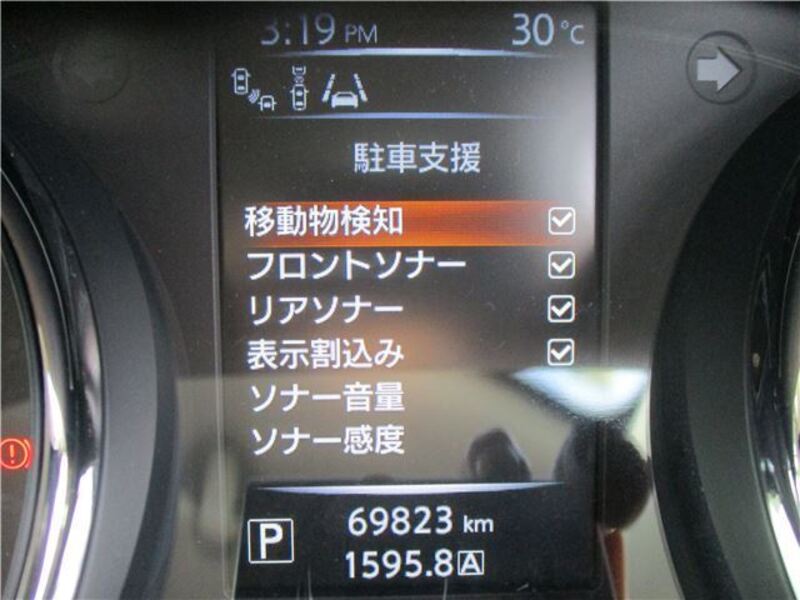 3:19 PM 30°C
駐車支援
移動物検知
フロントソナー
リアソナー
表示割込み
ソナー音量
ソナー感度
P 69823 km
1595.8 A